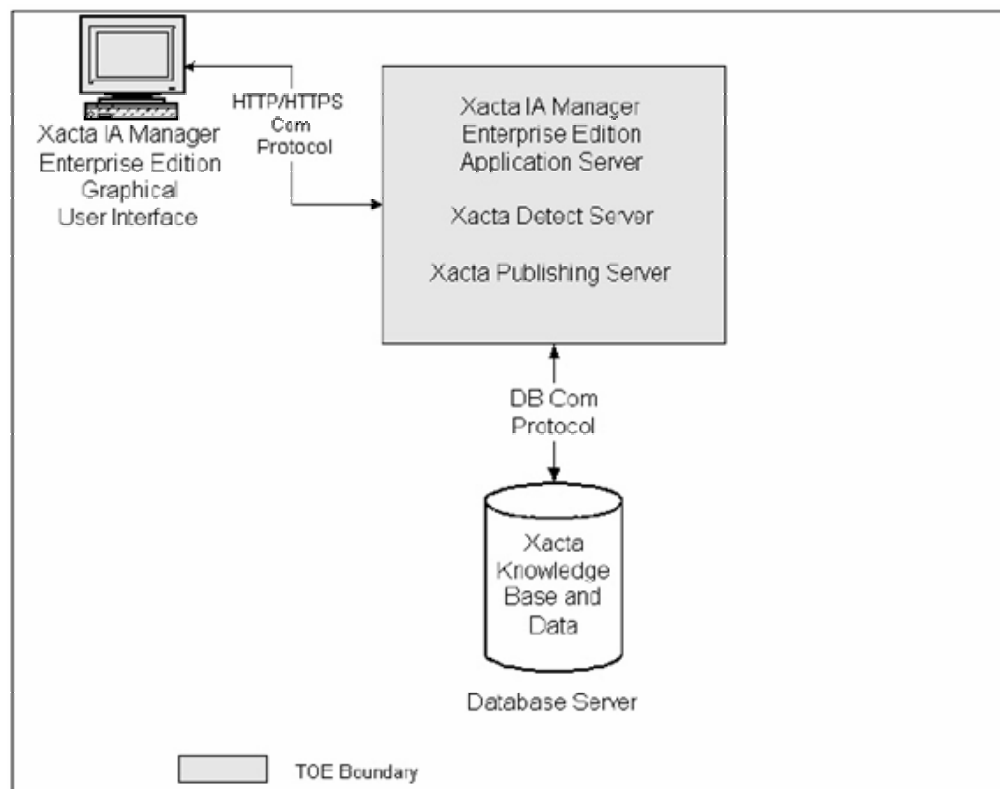 Xacta IA Manager
Enterprise Edition
Graphical
User Interface
HTTP/HTTPS
Com
Protocol
Xacta IA Manager
Enterprise Edition
Application Server
Xacta Detect Server
Xacta Publishing Server
DB Com
Protocol
Xacta
Knowledge
Base and
Data
Database Server
TOE Boundary